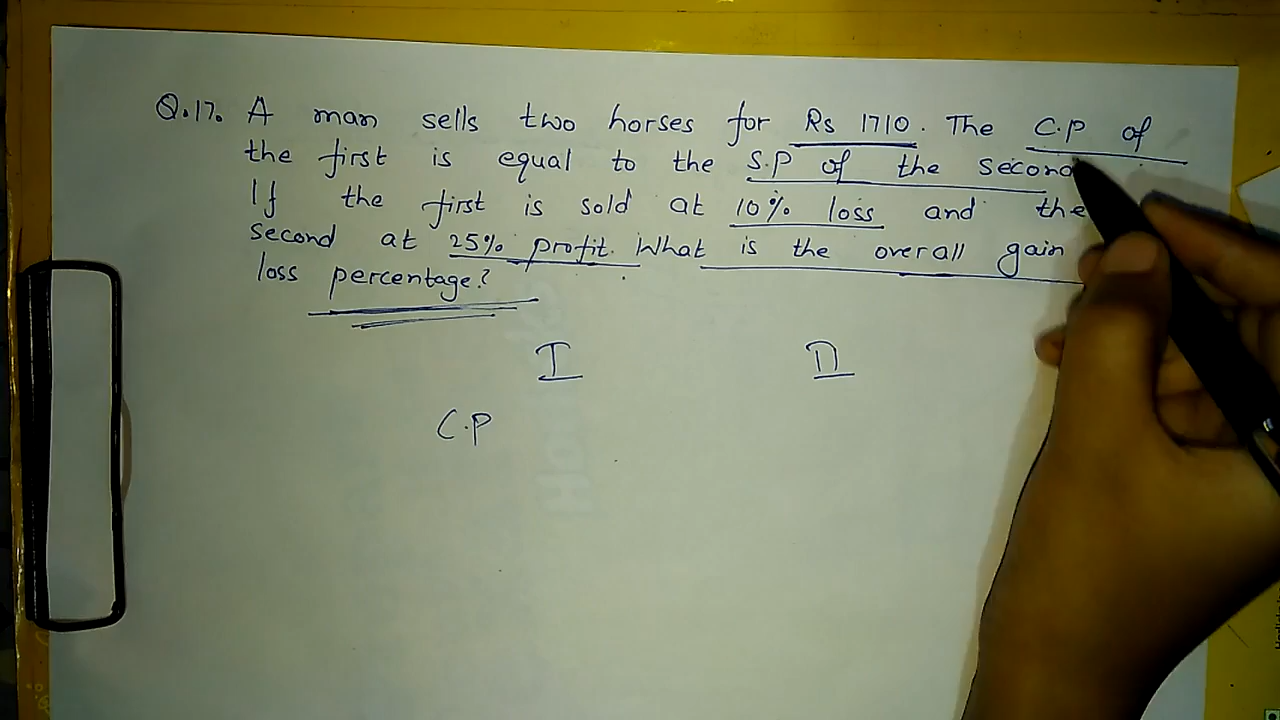 Q.17. A man sells two horses for Rs 1710. The C.P of
the first is equal to the S.P of the second
If the first is sold at 10% loss and the
second at 25% profit. What is the overall gain
loss percentage?
I II
C.P